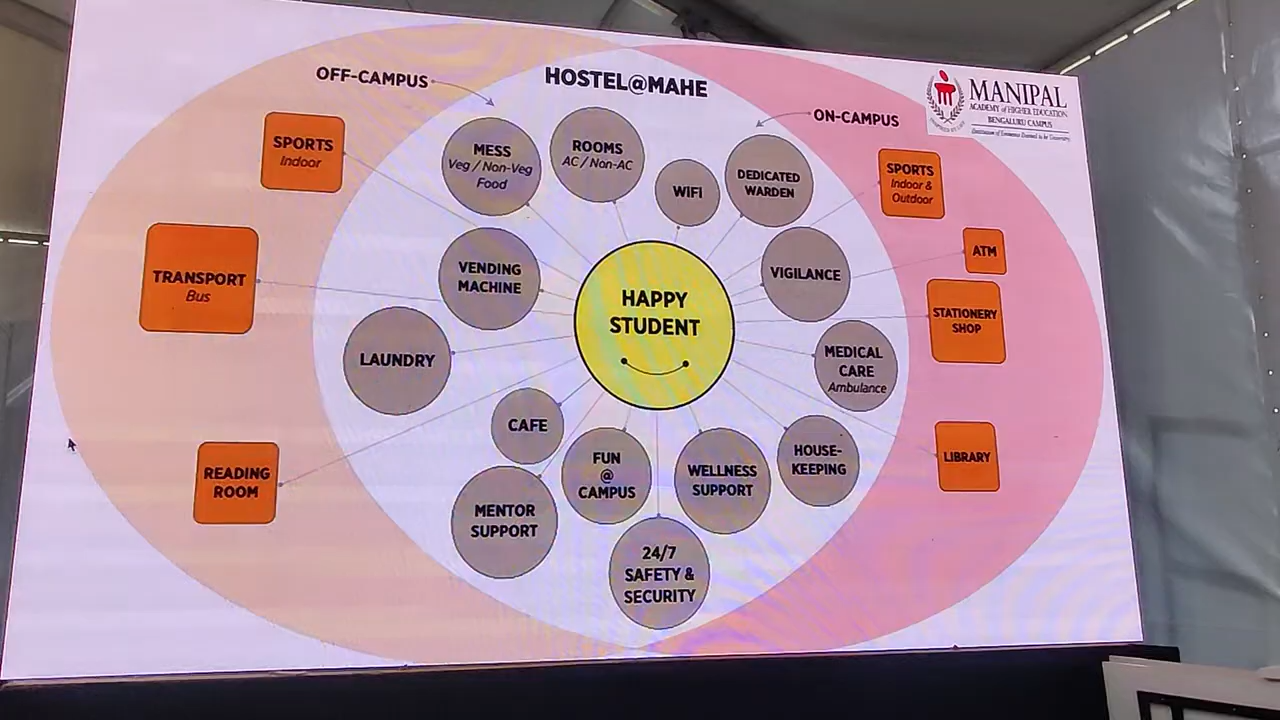 HOSTEL@MAHE
OFF-CAMPUS
ON-CAMPUS
MANIPAL
ACADEMY of HIGHER EDUCATION
BENGALURU CAMPUS
SPORTS
Indoor
TRANSPORT
Bus
READING
ROOM
MESS
Veg / Non-Veg
Food
ROOMS
AC / Non-AC
WIFI
DEDICATED
WARDEN
VENDING
MACHINE
VIGILANCE
LAUNDRY
HAPPY
STUDENT
MEDICAL
CARE
Ambulance
CAFE
FUN
@
CAMPUS
WELLNESS
SUPPORT
HOUSE-
KEEPING
MENTOR
SUPPORT
24/7
SAFETY &
SECURITY
SPORTS
Indoor &
Outdoor
ATM
STATIONERY
SHOP
LIBRARY